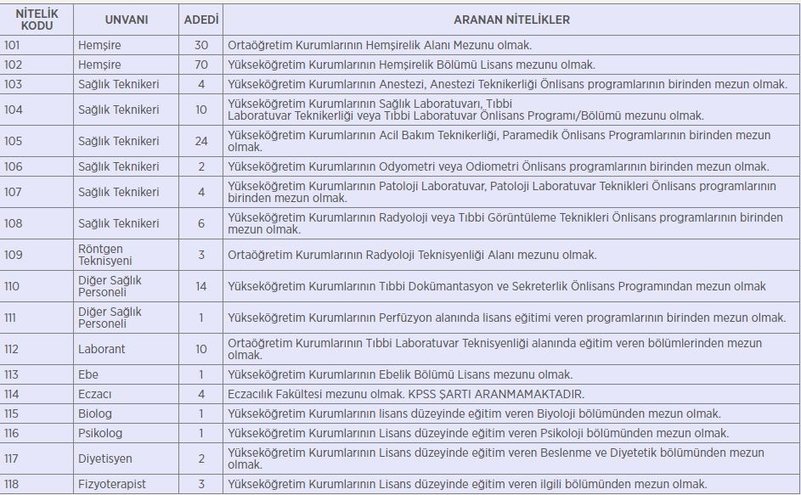 NİTELİK KODU UNVANI ADEDİ ARANAN NİTELİKLER
101 Hemşire 30 Ortaöğretim Kurumlarının Hemşirelik Alanı Mezunu olmak.
102 Hemşire 70 Yükseköğretim Kurumlarının Hemşirelik Bölümü Lisans mezunu olmak.
103 Sağlık Teknikeri 4 Yükseköğretim Kurumlarının Anestezi, Anestezi Teknikerliği Önlisans programlarının birinden mezun olmak.
104 Sağlık Teknikeri 10 Yükseköğretim Kurumlarının Sağlık Laboratuvarı, Tıbbi
Laboratuvar Teknikerliği veya Tıbbi Laboratuvar Önlisans Programı/Bölümü mezunu olmak.
105 Sağlık Teknikeri 24 Yükseköğretim Kurumlarının Acil Bakım Teknikerliği, Paramedik Önlisans Programlarının birinden mezun
olmak.
106 Sağlık Teknikeri 2 Yükseköğretim Kurumlarının Odyometri veya Odiometri Önlisans programlarının birinden mezun olmak.
107 Sağlık Teknikeri 4 Yükseköğretim Kurumlarının Patoloji Laboratuvar, Patoloji Laboratuvar Teknikleri Önlisans programlarının
birinden mezun olmak.
108 Sağlık Teknikeri 6 Yükseköğretim Kurumlarının Radyoloji veya Tıbbi Görüntüleme Teknikleri Önlisans programlarının birinden
mezun olmak.
109 Röntgen Teknisyeni 3 Ortaöğretim Kurumlarının Radyoloji Teknisyenliği Alanı mezunu olmak.
110 Diğer Sağlık Personeli 14 Yükseköğretim Kurumlarının Tıbbi Dokümantasyon ve Sekreterlik Önlisans Programından mezun olmak
111 Diğer Sağlık Personeli 1 Yükseköğretim Kurumlarının Perfüzyon alanında lisans eğitimi veren programlarının birinden mezun olmak.
112 Laborant 10 Ortaöğretim Kurumlarının Tıbbi Laboratuvar Teknisyenliği alanında eğitim veren bölümlerinden mezun
olmak.
113 Ebe 1 Yükseköğretim Kurumlarının Ebelik Bölümü Lisans mezunu olmak.
114 Eczacı 4 Eczacılık Fakültesi mezunu olmak. KPSS ŞARTI ARANMAMAKTADIR.
115 Biolog 1 Yükseköğretim Kurumlarının lisans düzeyinde eğitim veren Biyoloji bölümünden mezun olmak.
116 Psikolog 1 Yükseköğretim Kurumlarının Lisans düzeyinde eğitim veren Psikoloji bölümünden mezun olmak.
117 Diyetisyen 2 Yükseköğretim Kurumlarının Lisans düzeyinde eğitim veren Beslenme ve Diyetetik bölümünden mezun
olmak.
118 Fizyoterapist 3 Yükseköğretim Kurumlarının Lisans düzeyinde eğitim veren ilgili bölümünden mezun olmak.